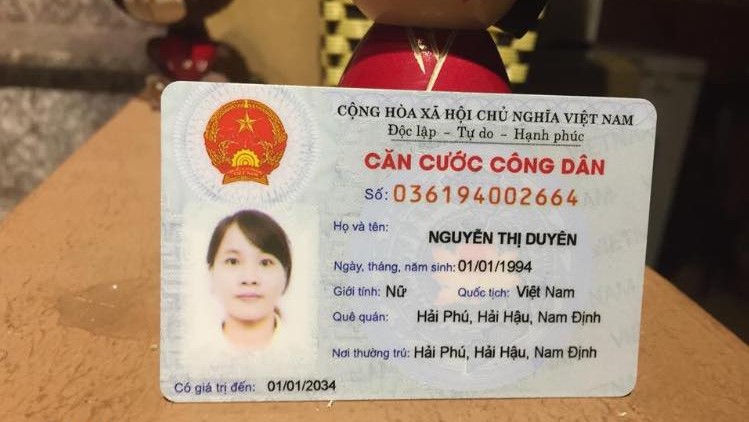 CỘNG HÒA XÃ HỘI CHỦ NGHĨA VIỆT NAM
Độc lập - Tự do - Hạnh phúc
CĂN CƯỚC CÔNG DÂN
Số: 036194002664
Họ và tên:
NGUYỄN THỊ DUYÊN
Ngày, tháng, năm sinh: 01/01/1994
Giới tính: Nữ Quốc tịch: Việt Nam
Quê quán: Hải Phú, Hải Hậu, Nam Định
Nơi thường trú: Hải Phú, Hải Hậu, Nam Định
Có giá trị đến: 01/01/2034